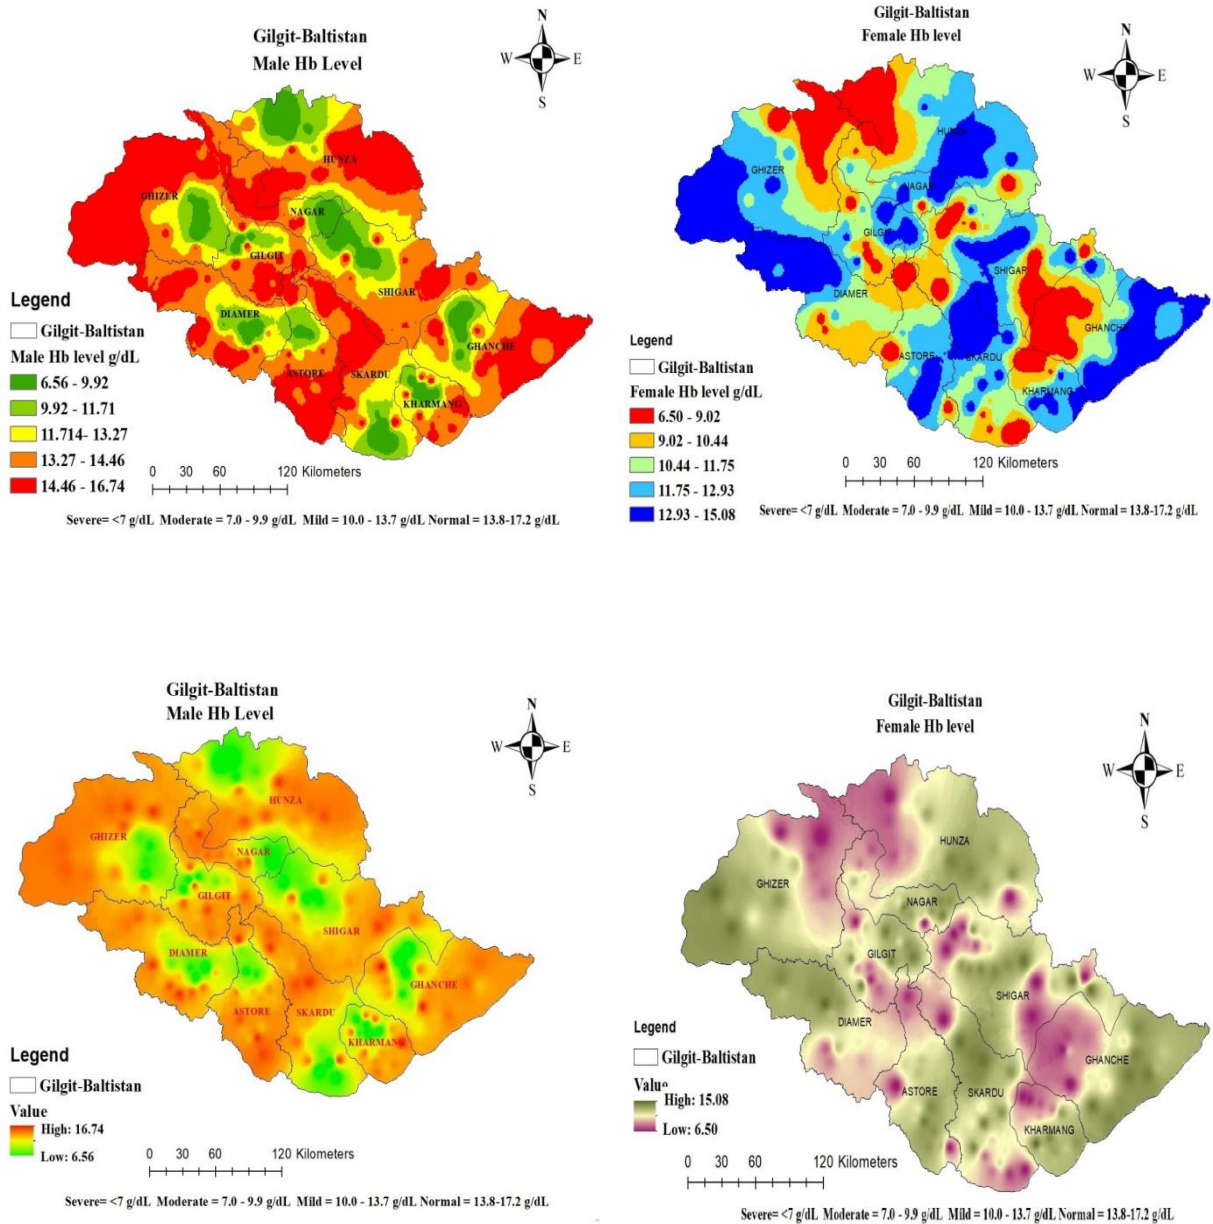 Gilgit-Baltistan
Male Hb Level
N
W E
S
HUNZA
GHIZER
NAGAR
GILGIT
SHIGAR
DIAMER
GHANCHE
ASTORE
SKARDU
KHARMANG
Legend
Gilgit-Baltistan
Male Hb level g/dL
6.56 - 9.92
9.92 - 11.71
11.714- 13.27
13.27 - 14.46
14.46 - 16.74
0 30 60 120 Kilometers
Severe= <7 g/dL Moderate = 7.0 - 9.9 g/dL Mild = 10.0 - 13.7 g/dL Normal = 13.8-17.2 g/dL
Gilgit-Baltistan
Female Hb level
N
W E
S
HUNZA
GHIZER
NAGAR
GILGIT
SHIGAR
DIAMER
GHANCHE
ASTORE
SKARDU
KHARMANG
Legend
Gilgit-Baltistan
Female Hb level g/dL
6.50 - 9.02
9.02 - 10.44
10.44 - 11.75
11.75 - 12.93
12.93 - 15.08
0 30 60 120 Kilometers
Severe= <7 g/dL Moderate = 7.0 - 9.9 g/dL Mild = 10.0 - 13.7 g/dL Normal = 13.8-17.2 g/dL
Gilgit-Baltistan
Male Hb Level
N
W E
S
HUNZA
GHIZER
NAGAR
GILGIT
SHIGAR
DIAMER
GHANCHE
ASTORE
SKARDU
KHARMANG
Legend
Gilgit-Baltistan
Value
High: 16.74
Low: 6.56
0 30 60 120 Kilometers
Severe= <7 g/dL Moderate = 7.0 - 9.9 g/dL Mild = 10.0 - 13.7 g/dL Normal = 13.8-17.2 g/dL
Gilgit-Baltistan
Female Hb level
N
W E
S
HUNZA
GHIZER
NAGAR
GILGIT
SHIGAR
DIAMER
GHANCHE
ASTORE
SKARDU
KHARMANG
Legend
Gilgit-Baltistan
Value
High: 15.08
Low: 6.50
0 30 60 120 Kilometers
Severe= <7 g/dL Moderate = 7.0 - 9.9 g/dL Mild = 10.0 - 13.7 g/dL Normal = 13.8-17.2 g/dL